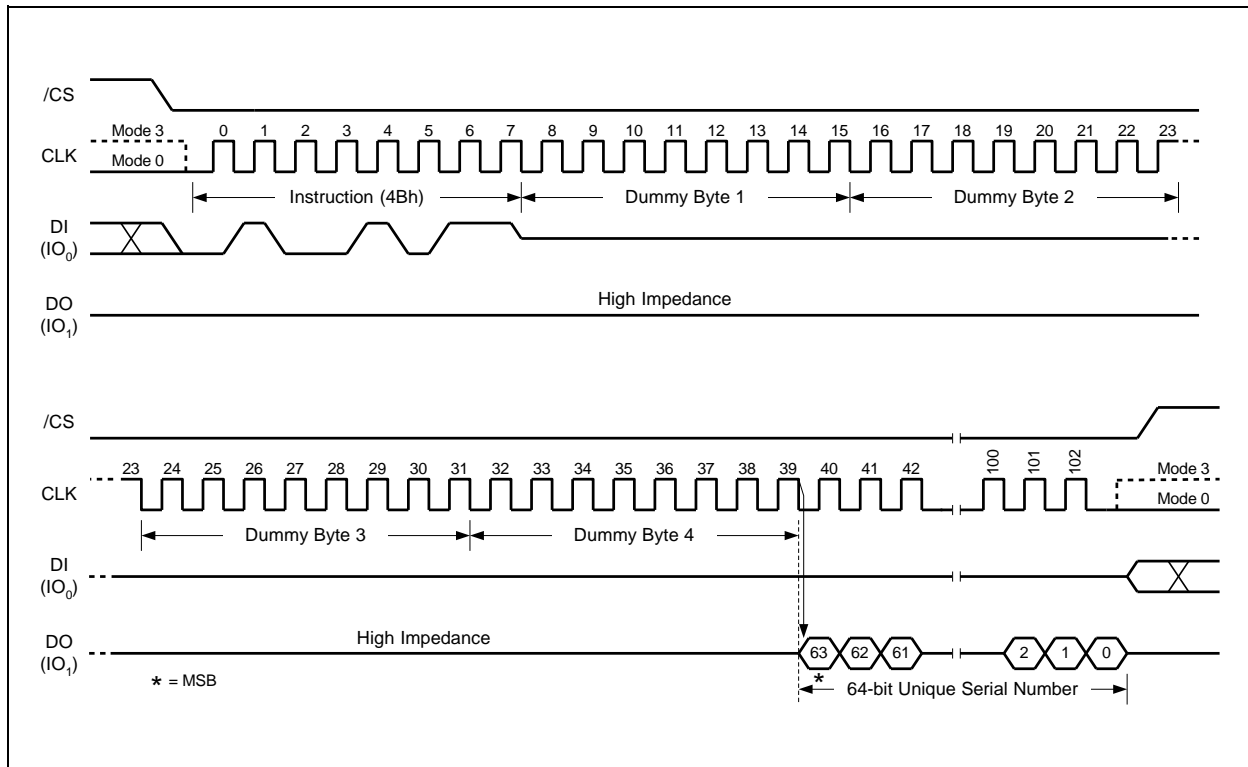 /CS
Mode 3
0 1 2 3 4 5 6 7 8 9 10 11 12 13 14 15 16 17 18 19 20 21 22 23
CLK
Mode 0
Instruction (4Bh) Dummy Byte 1 Dummy Byte 2
DI
(IO0)
High Impedance
DO
(IO1)
/CS
23 24 25 26 27 28 29 30 31 32 33 34 35 36 37 38 39 40 41 42 100 101 102
Mode 3
CLK
Mode 0
Dummy Byte 3 Dummy Byte 4
DI
(IO0)
High Impedance
DO
(IO1)
63 62 61 2 1 0
* = MSB
*
64-bit Unique Serial Number